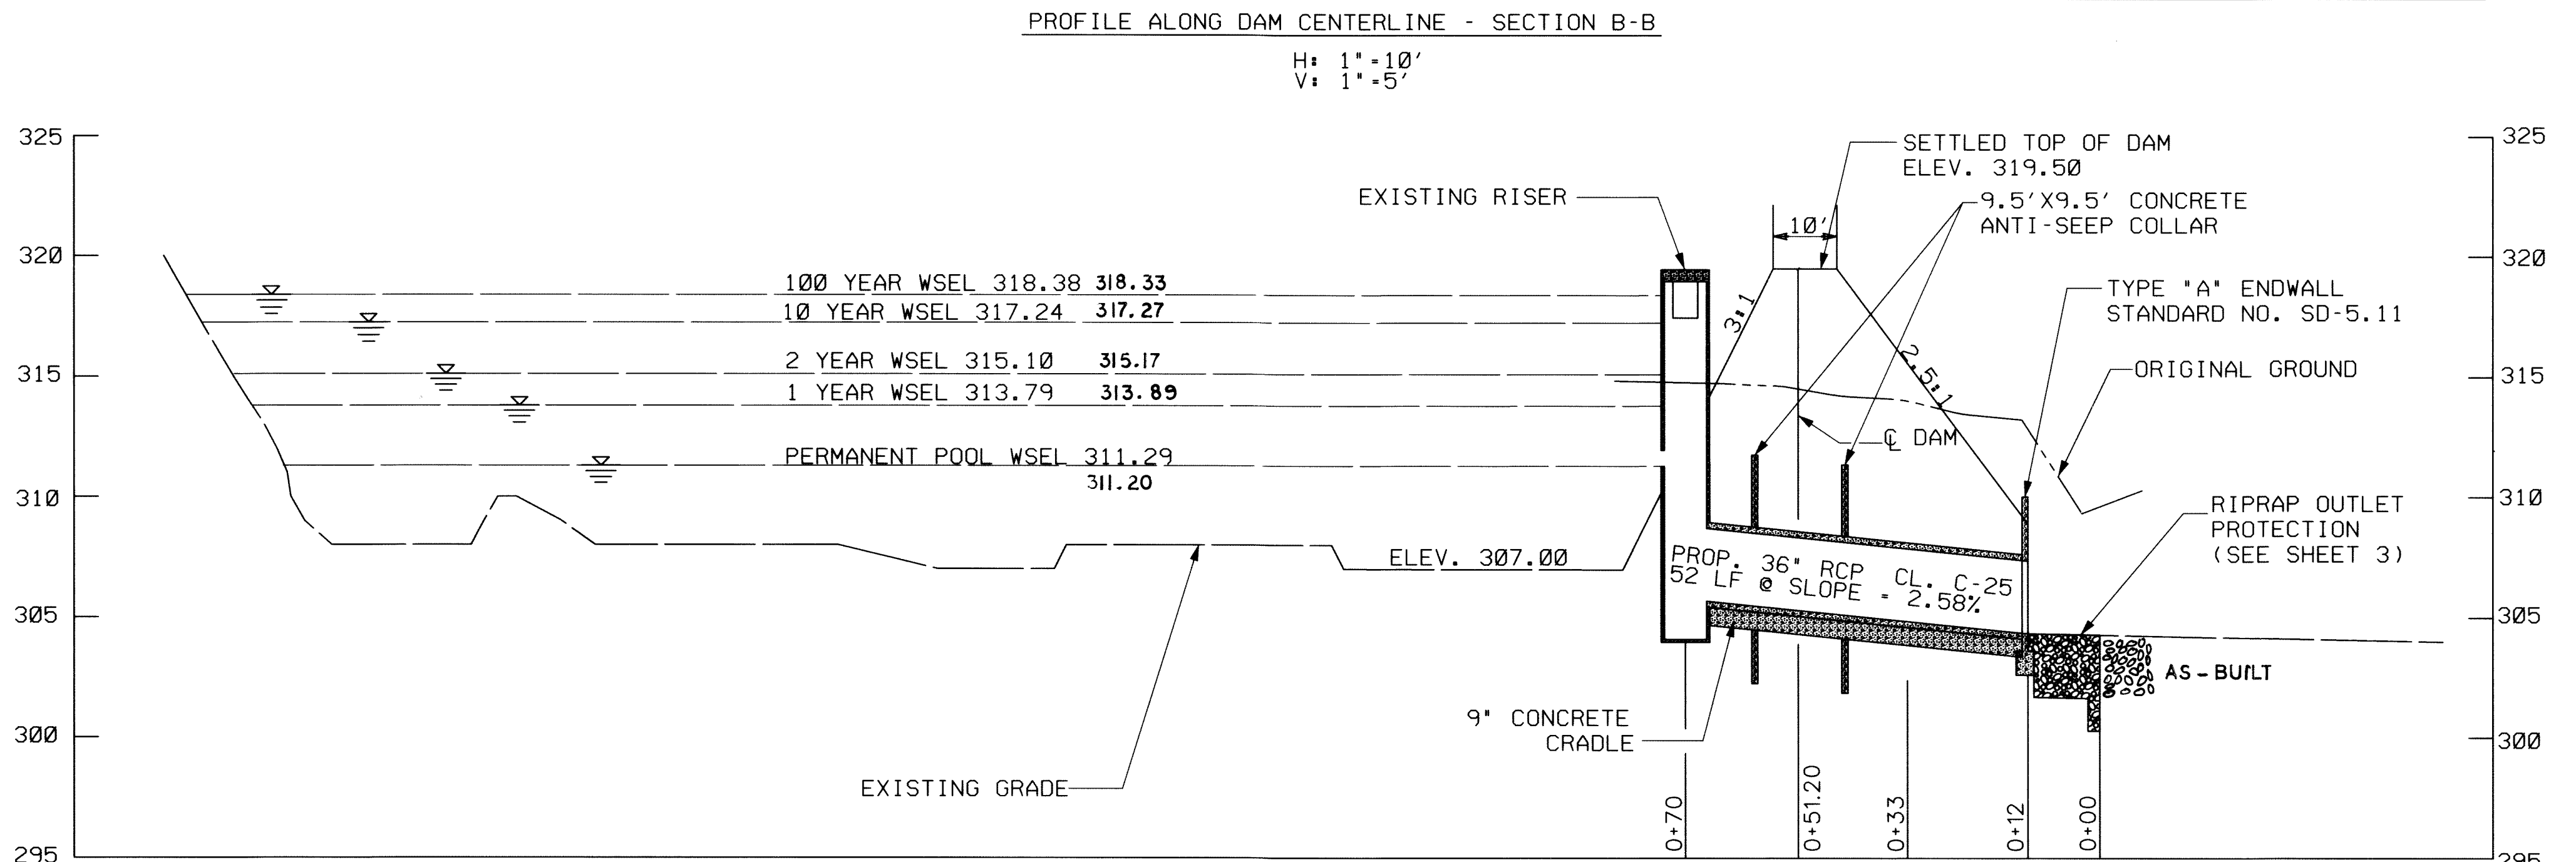 PROFILE ALONG DAM CENTERLINE - SECTION B-B
H: 1"=10'
V: 1"=5'
325
320
315
310
305
300
295
100 YEAR WSEL 318.38 318.33
10 YEAR WSEL 317.24 317.27
2 YEAR WSEL 315.10 315.17
1 YEAR WSEL 313.79 313.89
PERMANENT POOL WSEL 311.29
311.20
ELEV. 307.00
EXISTING GRADE
EXISTING RISER
10'
3:1
2.5:1
SETTLED TOP OF DAM
ELEV. 319.50
9.5'X9.5' CONCRETE
ANTI-SEEP COLLAR
TYPE "A" ENDWALL
STANDARD NO. SD-5.11
ORIGINAL GROUND
℄ DAM
RIPRAP OUTLET
PROTECTION
(SEE SHEET 3)
PROP. 36" RCP CL. C-25
52 LF @ SLOPE = 2.58%
AS-BUILT
9" CONCRETE
CRADLE
0+70
0+51.20
0+33
0+12
0+00
325
320
315
310
305
300
295